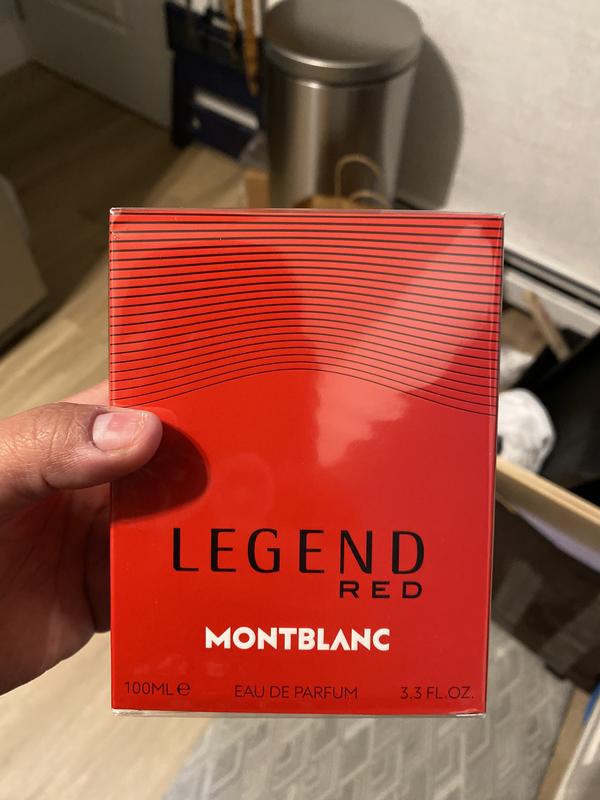 LEGEND
RED
MONTBLANC
100ML ℮ EAU DE PARFUM 3.3 FL.OZ.